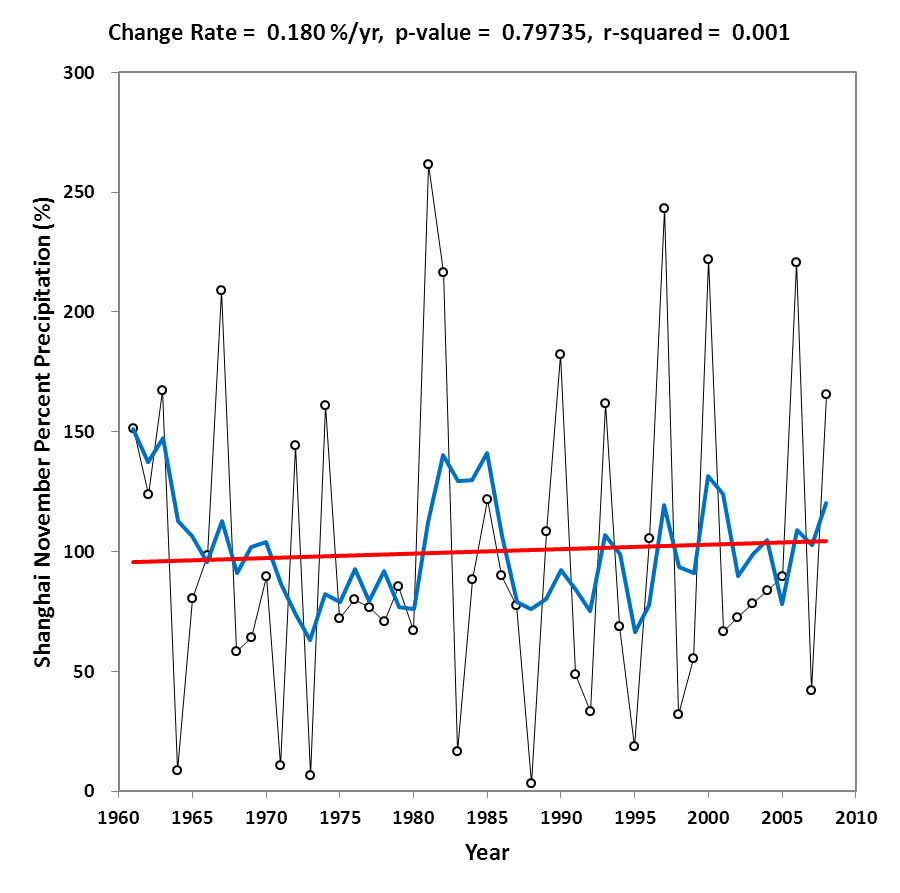 Change Rate = 0.180 %/yr, p-value = 0.79735, r-squared = 0.001
Shanghai November Percent Precipitation (%)
300
250
200
150
100
50
0
1960 1965 1970 1975 1980 1985 1990 1995 2000 2005 2010
Year